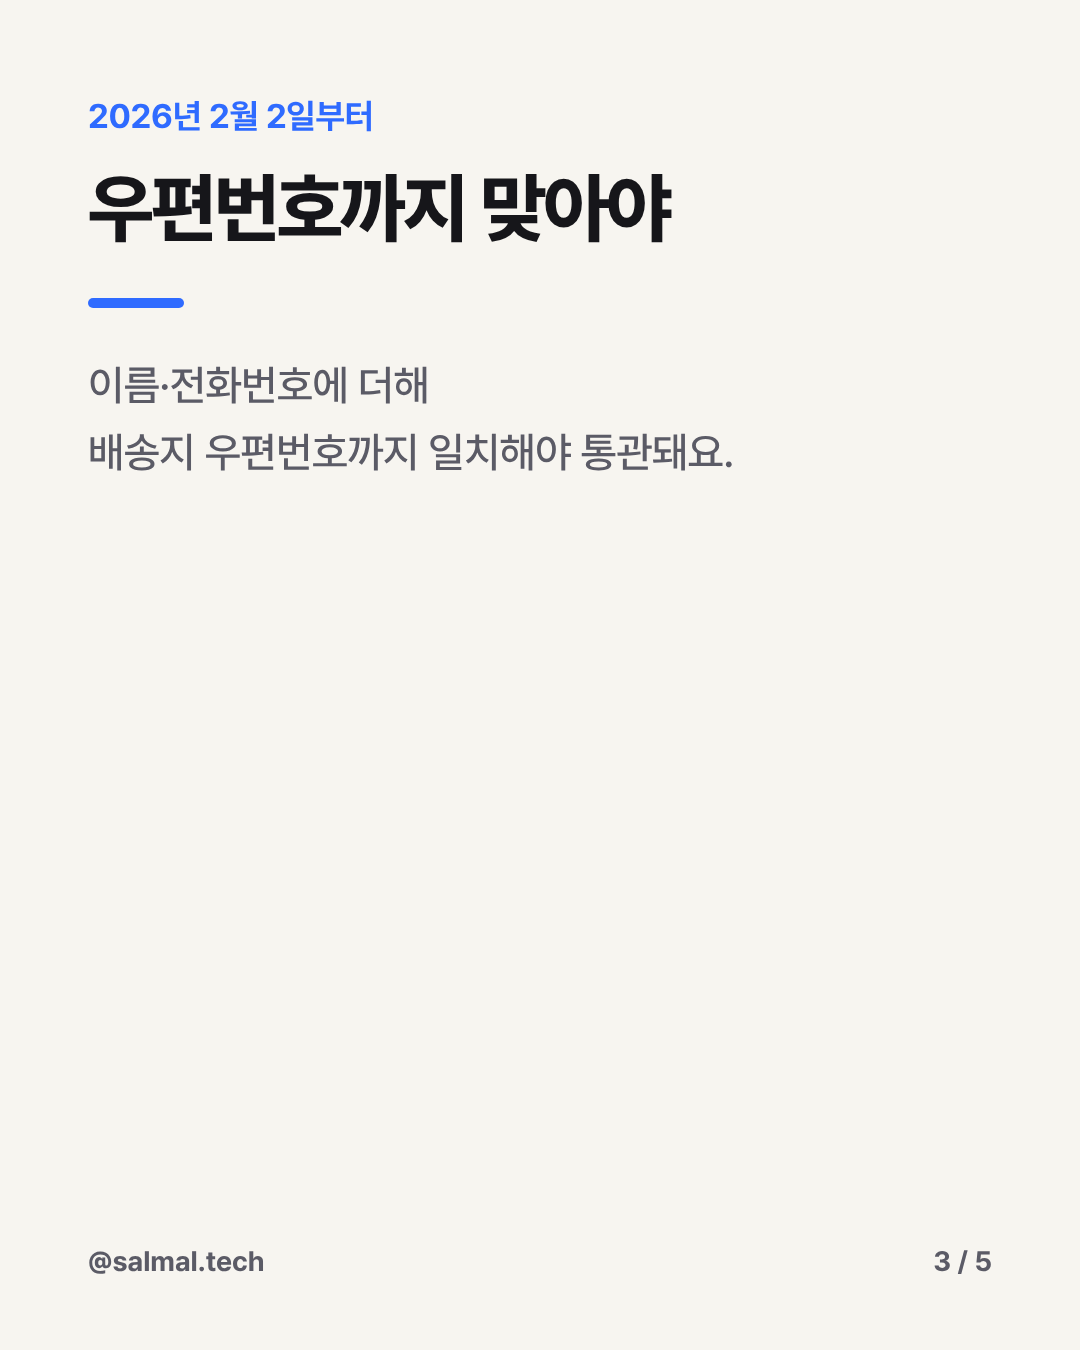 2026년 2월 2일부터
우편번호까지 맞아야
이름·전화번호에 더해
배송지 우편번호까지 일치해야 통관돼요.
@salmal.tech
3 / 5